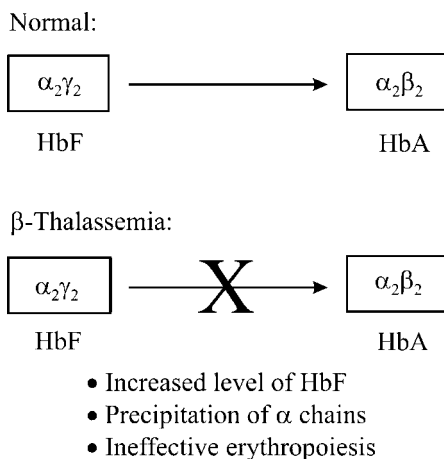 Normal:
α₂γ₂ α₂β₂
HbF HbA
β-Thalassemia:
α₂γ₂ X α₂β₂
HbF HbA
• Increased level of HbF
• Precipitation of α chains
• Ineffective erythropoiesis